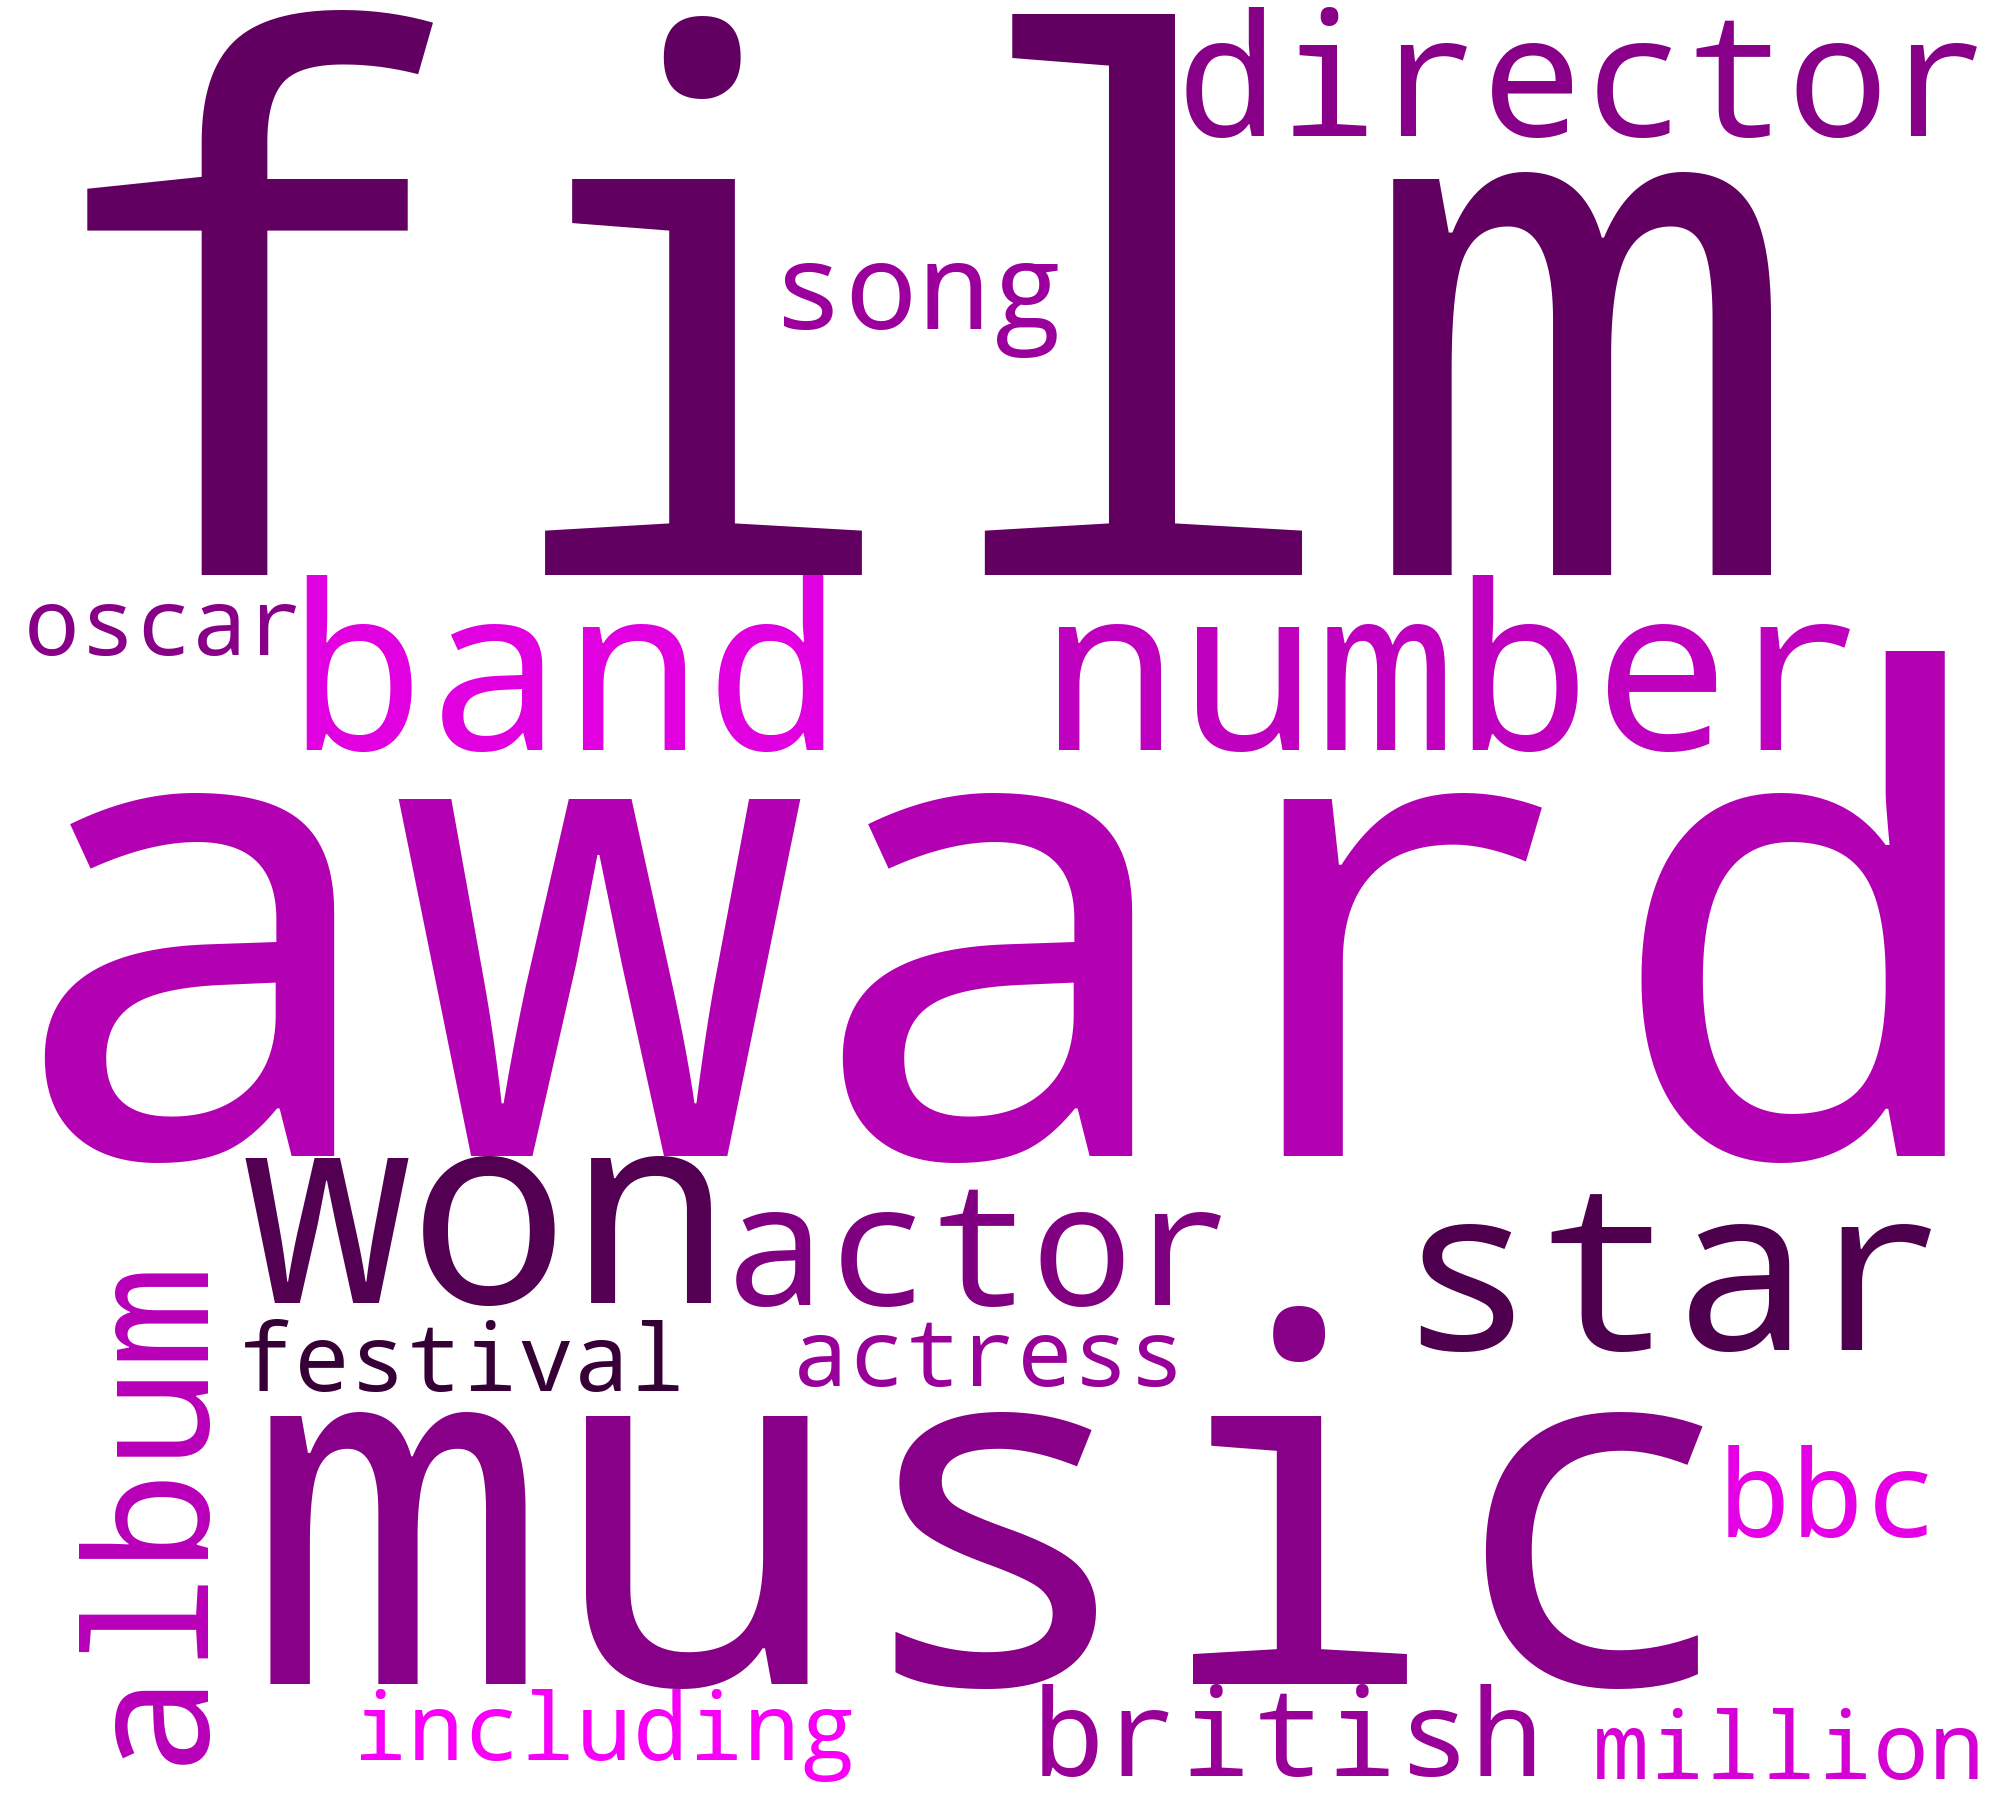 film
director
song
oscar
band
number
award
won
actor
star
festival
actress
album
music
bbc
including
british
million